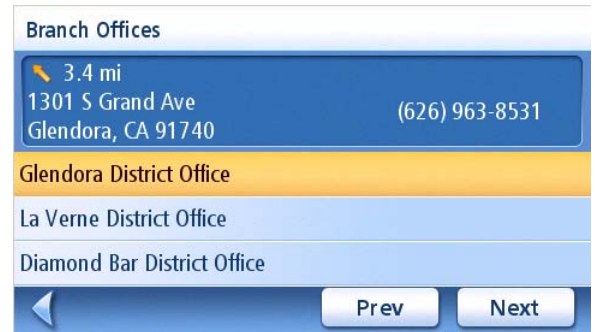 Branch Offices
3.4 mi
1301 S Grand Ave
(626) 963-8531
Glendora, CA 91740
Glendora District Office
La Verne District Office
Diamond Bar District Office
Prev
Next